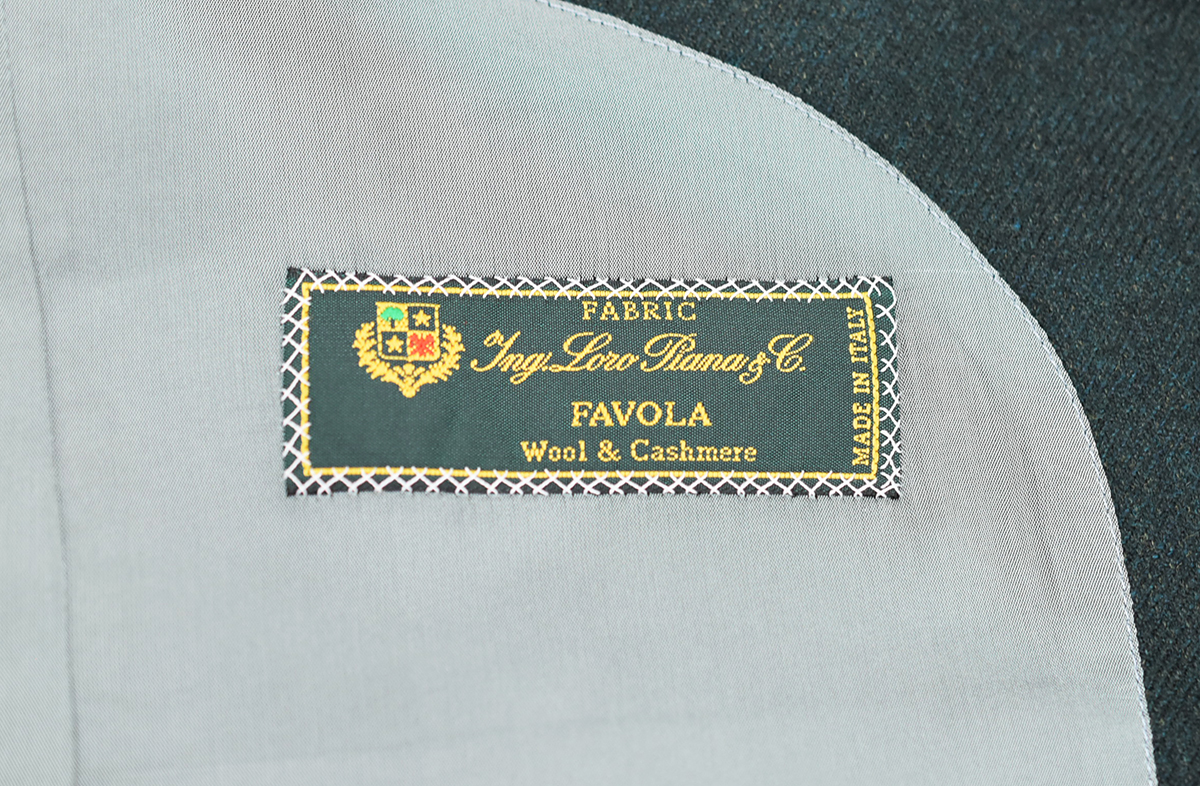 FABRIC
Ing. Loro Piana & C.
FAVOLA
Wool & Cashmere
MADE IN ITALY